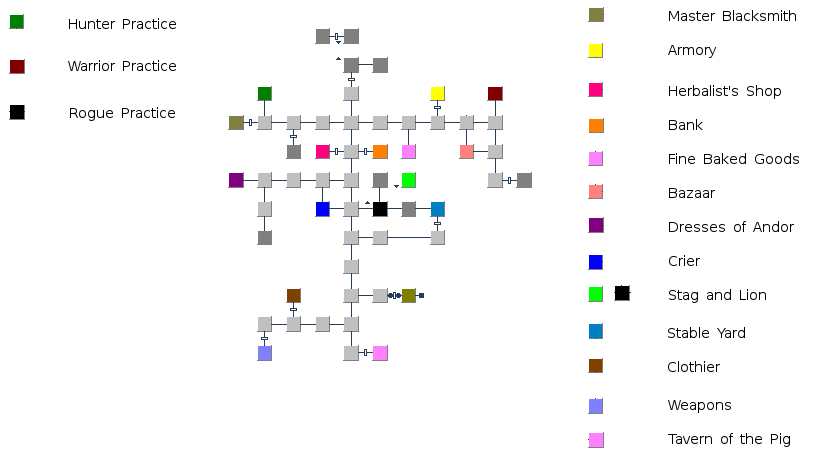 Hunter Practice
Warrior Practice
Rogue Practice
Master Blacksmith
Armory
Herbalist's Shop
Bank
Fine Baked Goods
Bazaar
Dresses of Andor
Crier
Stag and Lion
Stable Yard
Clothier
Weapons
Tavern of the Pig